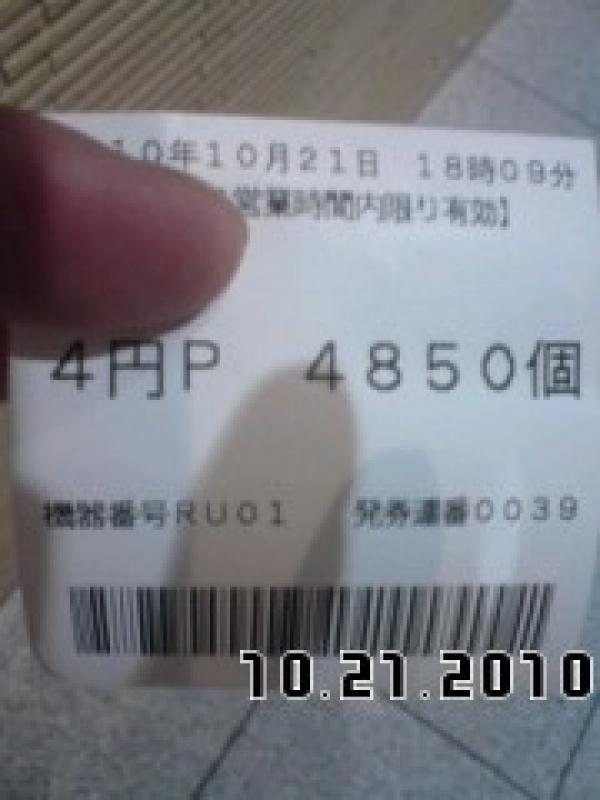 10年10月21日 18時09分
営業時間内限り有効】
4円P 4850個
機器番号RU01 発券連番0039
10.21.2010